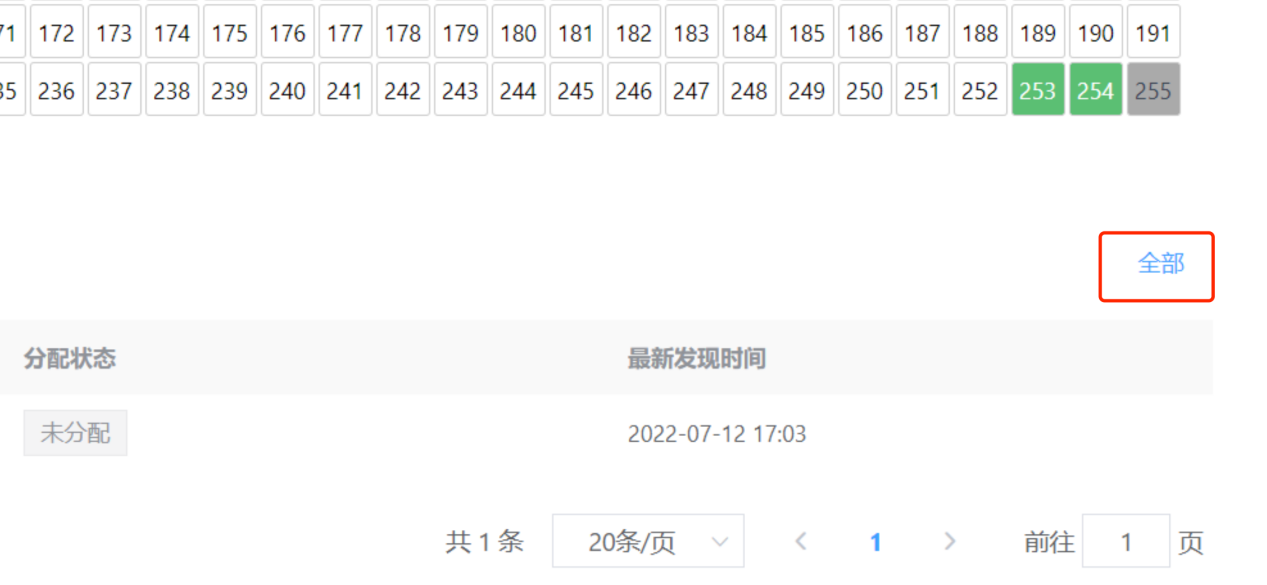 172 173 174 175 176 177 178 179 180 181 182 183 184 185 186 187 188 189 190 191
236 237 238 239 240 241 242 243 244 245 246 247 248 249 250 251 252 253 254 255
全部
分配状态 最新发现时间
未分配 2022-07-12 17:03
共 1 条 20条/页 1 前往 1 页